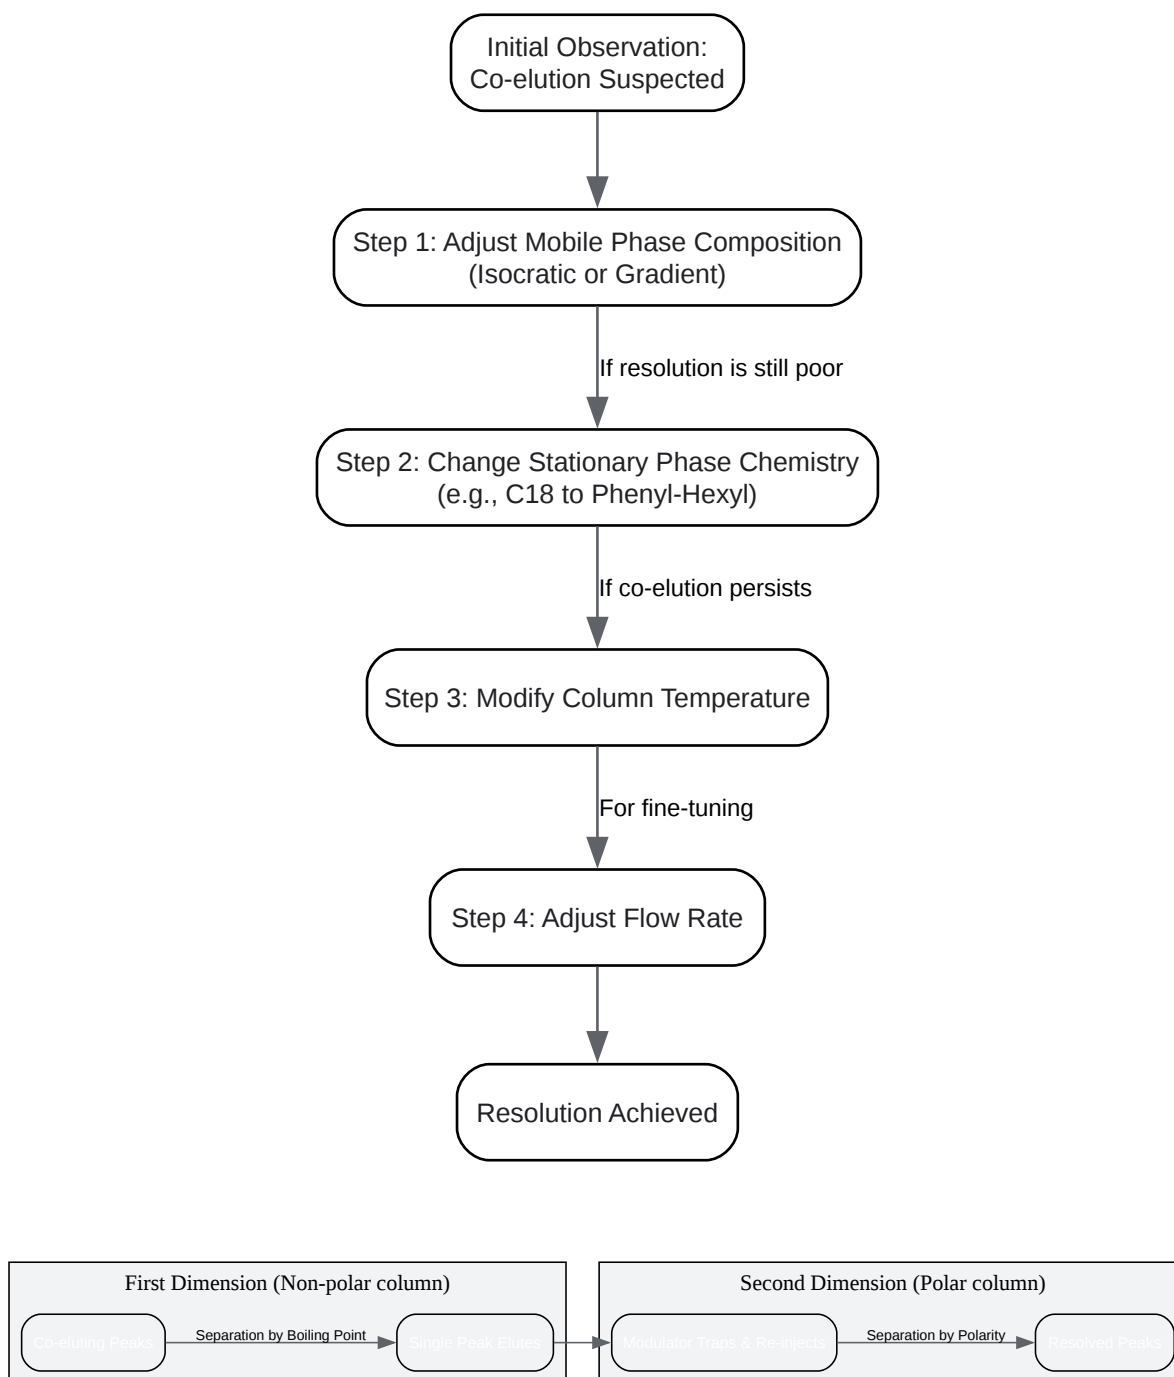 Initial Observation:
Co-elution Suspected
Step 1: Adjust Mobile Phase Composition
(Isocratic or Gradient)
If resolution is still poor
Step 2: Change Stationary Phase Chemistry
(e.g., C18 to Phenyl-Hexyl)
If co-elution persists
Step 3: Modify Column Temperature
For fine-tuning
Step 4: Adjust Flow Rate
Resolution Achieved
First Dimension (Non-polar column)
Co-eluting Peaks
Separation by Boiling Point
Single Peak Elutes
Second Dimension (Polar column)
Modulator Traps & Re-injects
Separation by Polarity
Resolved Peaks